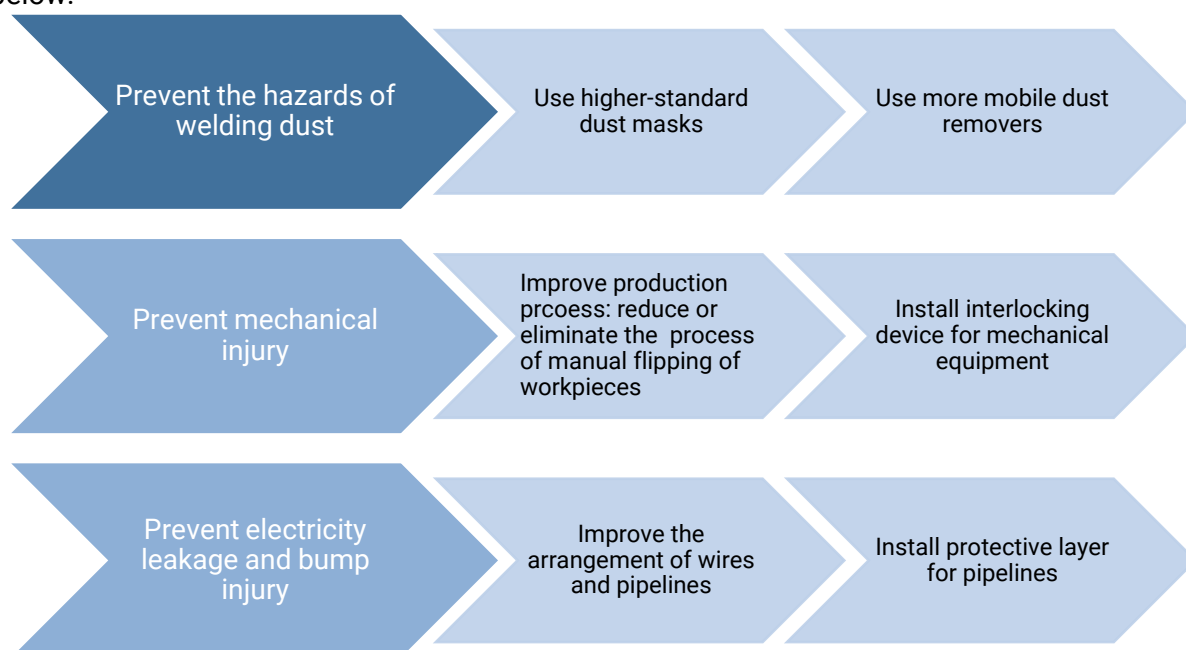 below:
Prevent the hazards of
welding dust
Use higher-standard
dust masks
Use more mobile dust
removers
Prevent mechanical
injury
Improve production
prcoess: reduce or
eliminate the process
of manual flipping of
workpieces
Install interlocking
device for mechanical
equipment
Prevent electricity
leakage and bump
injury
Improve the
arrangement of wires
and pipelines
Install protective layer
for pipelines